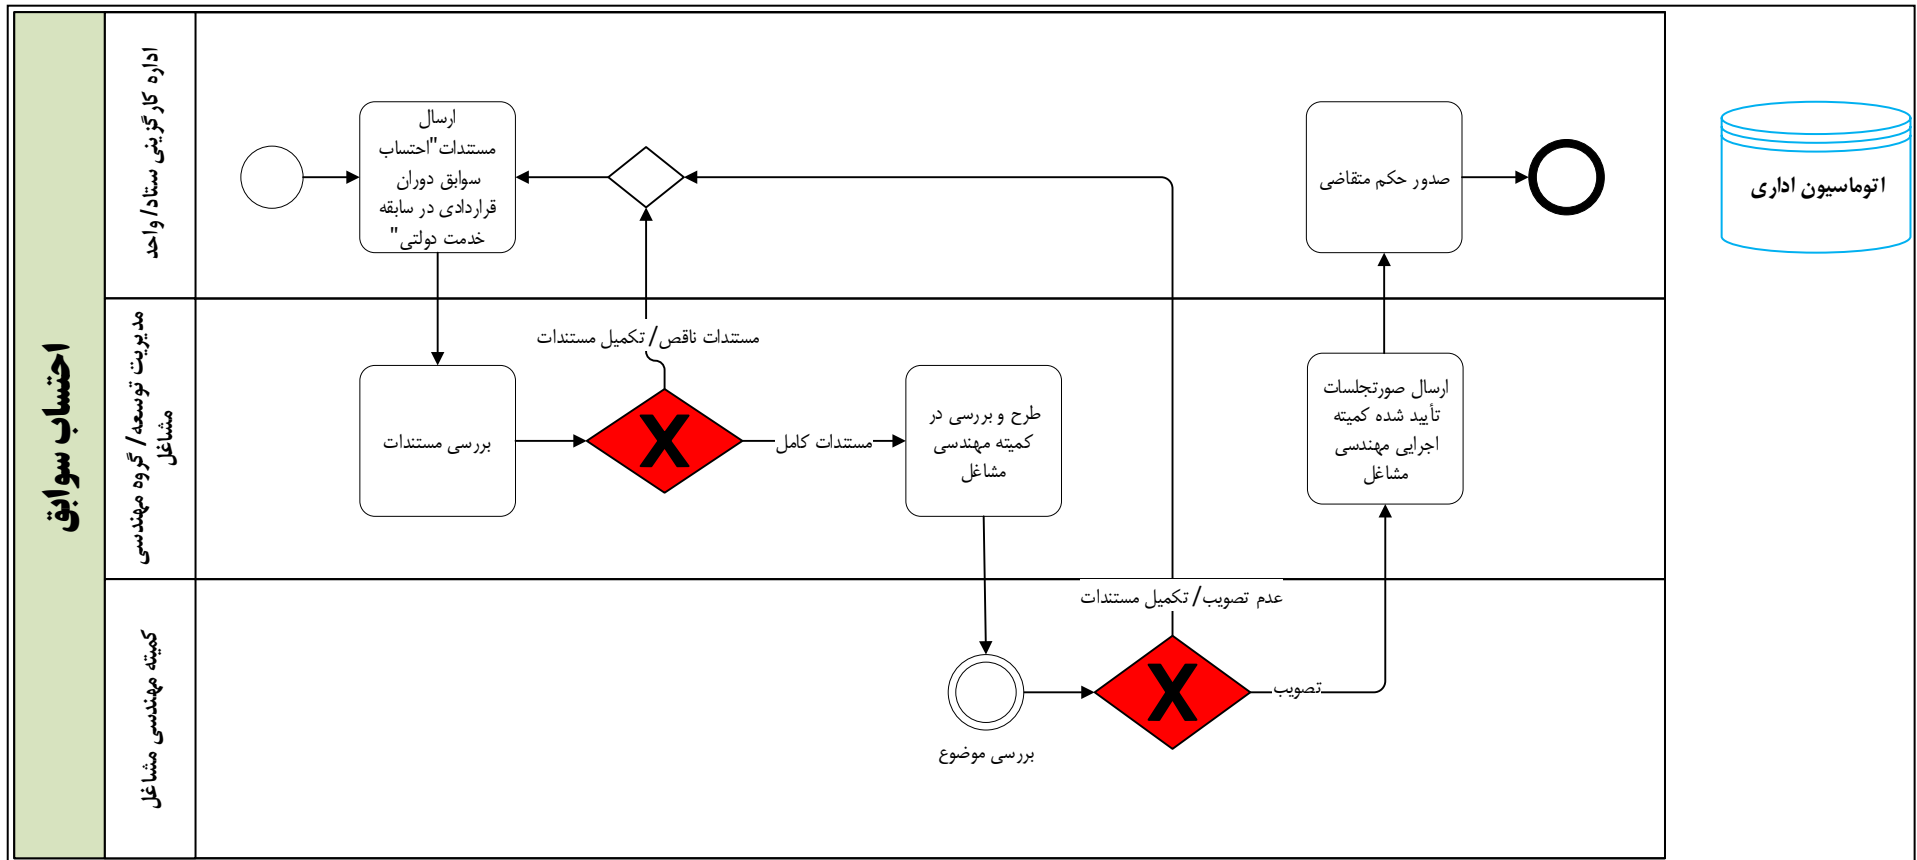 احتساب سوابق
اداره کارگزینی ستاد/ واحد
ارسال
مستندات"احتساب
سوابق دوران
قراردادی در سابقه
خدمت دولتی"
صدور حکم متقاضی
اتوماسیون اداری
مدیریت توسعه/ گروه مهندسی
مشاغل
مستندات ناقص/ تکمیل مستندات
بررسی مستندات
X
مستندات کامل
طرح و بررسی در
کمیته مهندسی
مشاغل
ارسال صورتجلسات
تأیید شده کمیته
اجرایی مهندسی
مشاغل
کمیته مهندسی مشاغل
عدم تصویب/ تکمیل مستندات
بررسی موضوع
X
تصویب